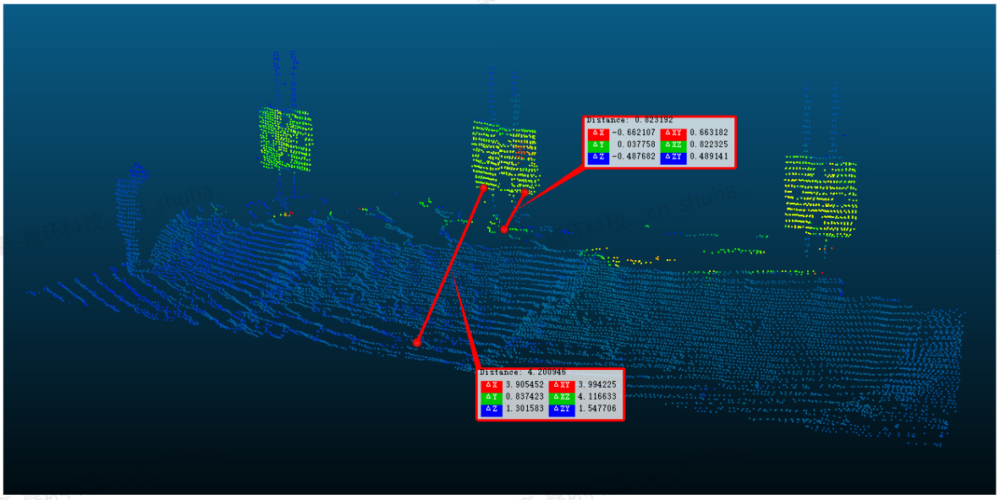 Distance: 0.823192
ΔX -0.662107 ΔXY 0.663182
ΔY 0.037758 ΔXZ 0.822325
ΔZ -0.487682 ΔZY 0.489141
Distance: 4.200946
ΔX 3.905452 ΔXY 3.994225
ΔY 0.837423 ΔXZ 4.116633
ΔZ 1.301583 ΔZY 1.547706